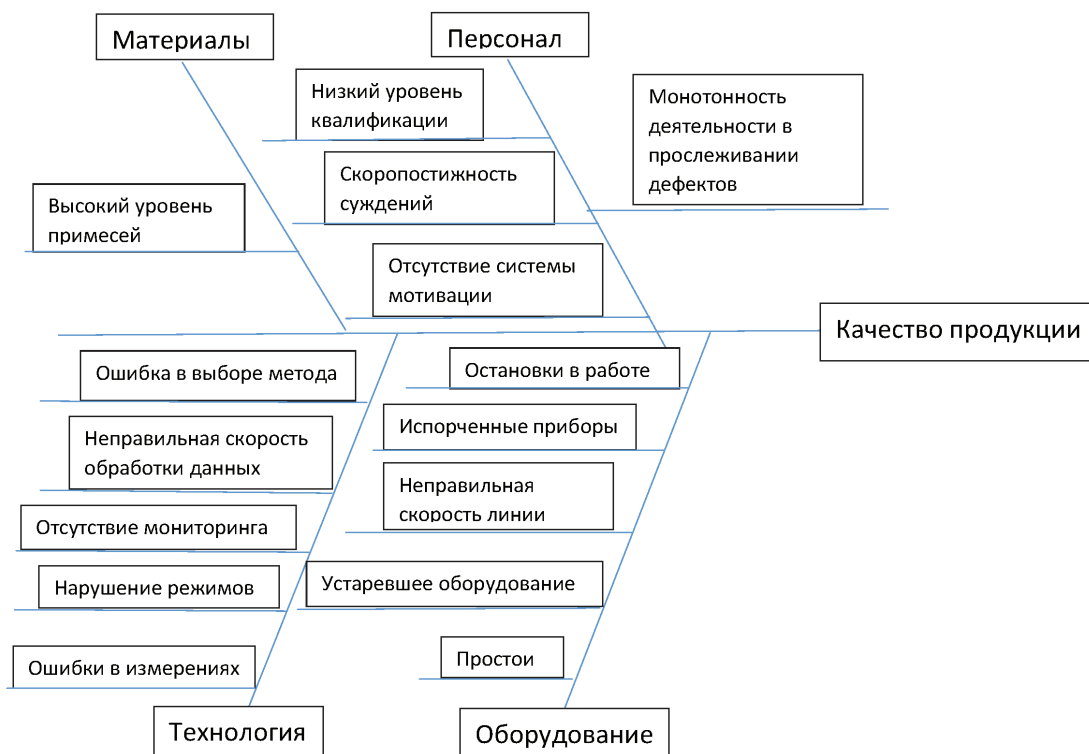 Материалы
Персонал
Низкий уровень
квалификации
Монотонность
деятельности в
прослеживании
дефектов
Скоропостижность
суждений
Высокий уровень
примесей
Отсутствие системы
мотивации
Качество продукции
Ошибка в выборе метода
Остановки в работе
Неправильная скорость
обработки данных
Испорченные приборы
Неправильная
скорость линии
Отсутствие мониторинга
Нарушение режимов
Устаревшее оборудование
Ошибки в измерениях
Простои
Технология
Оборудование